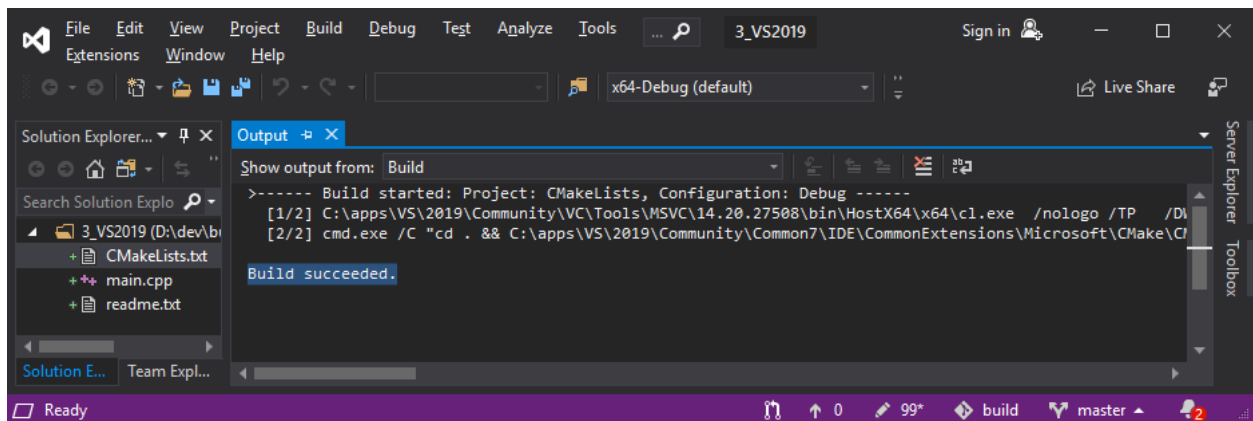 File Edit View Project Build Debug Test Analyze Tools ... 3_VS2019 Sign in
Extensions Window Help
x64-Debug (default) Live Share
Solution Explorer...
Output
Show output from: Build
Search Solution Explo
>------ Build started: Project: CMakeLists, Configuration: Debug ------
[1/2] C:\apps\VS\2019\Community\VC\Tools\MSVC\14.20.27508\bin\HostX64\x64\cl.exe /nologo /TP
[2/2] cmd.exe /C "cd . && C:\apps\VS\2019\Community\Common7\IDE\CommonExtensions\Microsoft\CMake\
Build succeeded.
3_VS2019 (D:\dev\
CMakeLists.txt
main.cpp
readme.txt
Solution E... Team Expl...
Server Explorer
Toolbox
Ready 0 99* build master 2